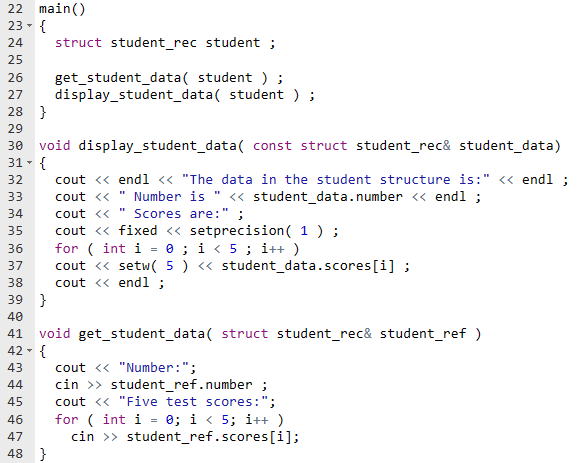 22 main()
23 {
24 struct student_rec student ;
25
26 get_student_data( student ) ;
27 display_student_data( student ) ;
28 }
29
30 void display_student_data( const struct student_rec& student_data)
31 {
32 cout << endl << "The data in the student structure is:" << endl ;
33 cout << " Number is " << student_data.number << endl ;
34 cout << " Scores are:" ;
35 cout << fixed << setprecision( 1 ) ;
36 for ( int i = 0 ; i < 5 ; i++ )
37 cout << setw( 5 ) << student_data.scores[i] ;
38 cout << endl ;
39 }
40
41 void get_student_data( struct student_rec& student_ref )
42 {
43 cout << "Number:";
44 cin >> student_ref.number ;
45 cout << "Five test scores:";
46 for ( int i = 0; i < 5; i++ )
47 cin >> student_ref.scores[i];
48 }